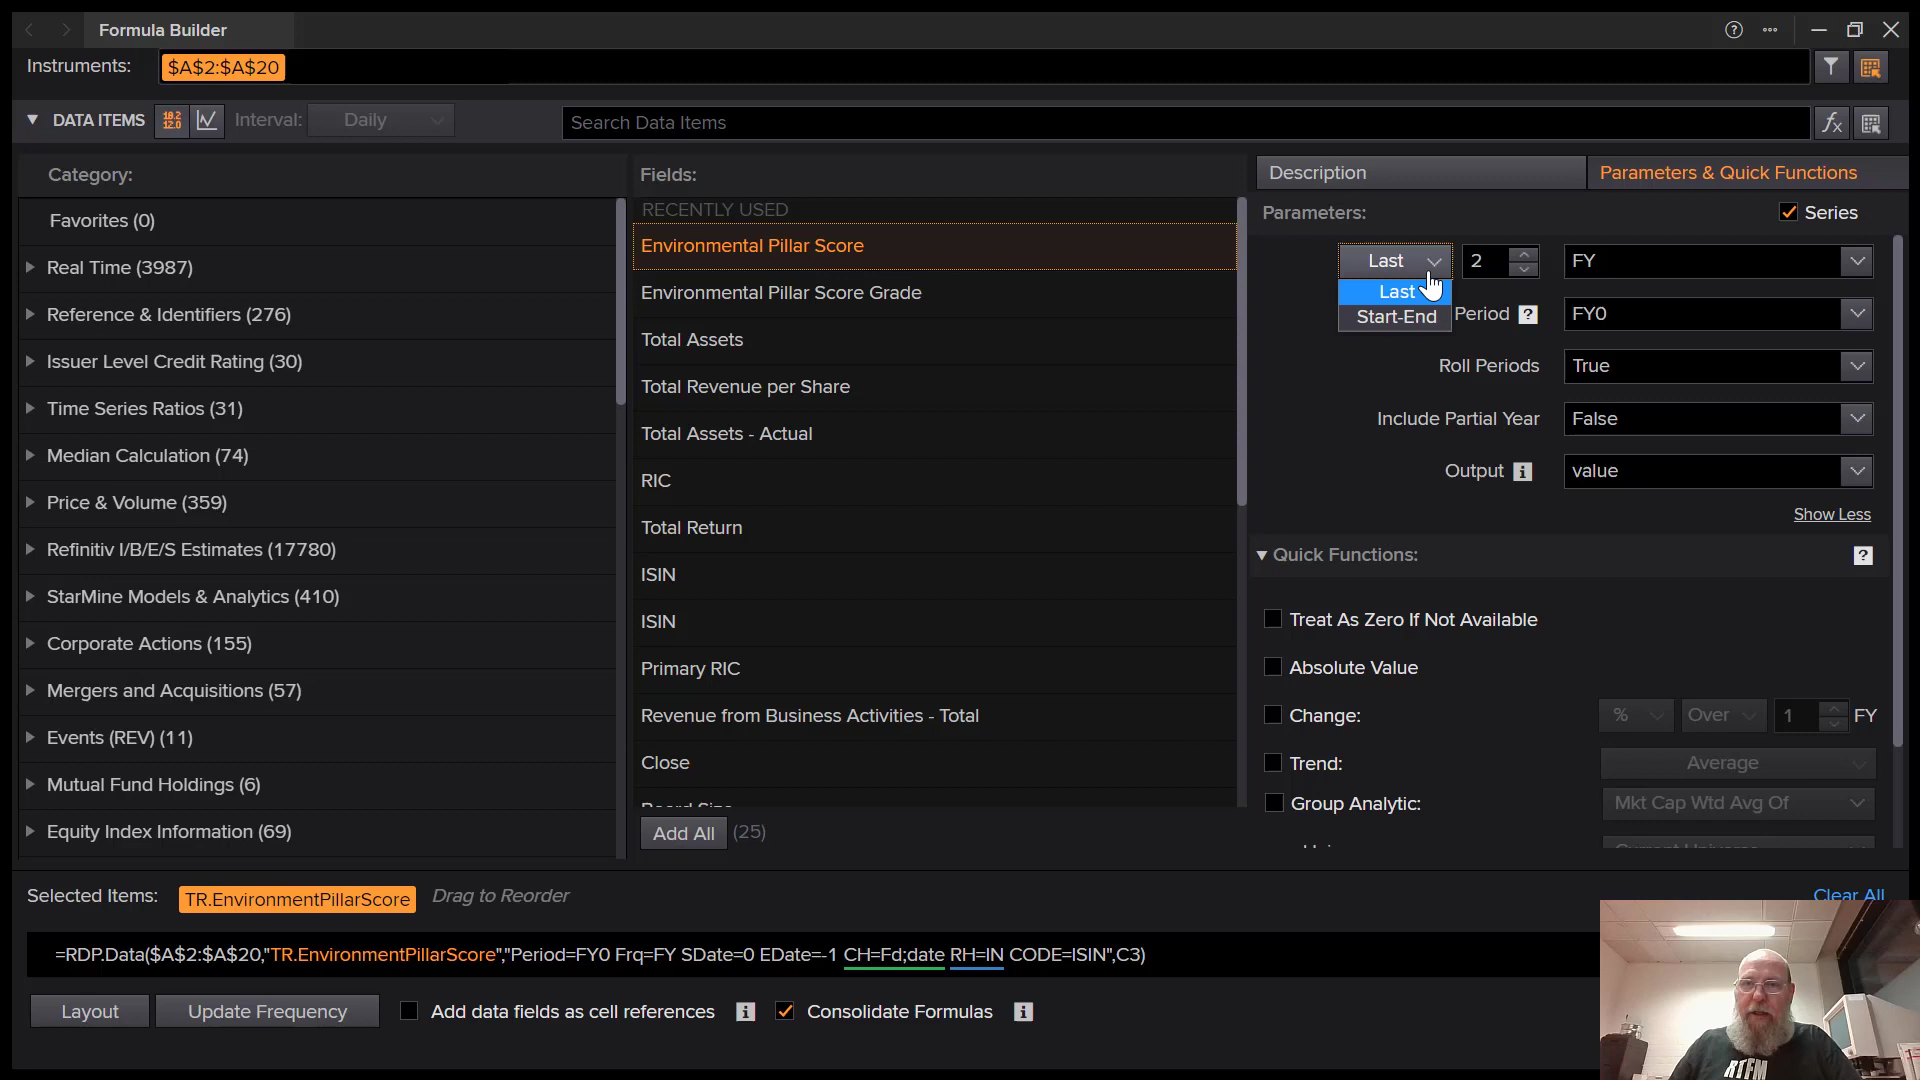 Formula Builder
Instruments: $A$2:$A$20
DATA ITEMS Interval: Daily Search Data Items
Category:
Favorites (0)
Real Time (3987)
Reference & Identifiers (276)
Issuer Level Credit Rating (30)
Time Series Ratios (31)
Median Calculation (74)
Price & Volume (359)
Refinitiv I/B/E/S Estimates (17780)
StarMine Models & Analytics (410)
Corporate Actions (155)
Mergers and Acquisitions (57)
Events (REV) (11)
Mutual Fund Holdings (6)
Equity Index Information (69)
Fields:
RECENTLY USED
Environmental Pillar Score
Environmental Pillar Score Grade
Total Assets
Total Revenue per Share
Total Assets - Actual
RIC
Total Return
ISIN
ISIN
Primary RIC
Revenue from Business Activities - Total
Close
Board Size
Add All (25)
Description Parameters & Quick Functions
Parameters: Series
Last 2 FY
Last
Start-End
Period ? FY0
Roll Periods True
Include Partial Year False
Output i value
Show Less
Quick Functions: ?
Treat As Zero If Not Available
Absolute Value
Change: % Over 1 FY
Trend: Average
Group Analytic: Mkt Cap Wtd Avg Of
Current Universe
Selected Items: TR.EnvironmentPillarScore Drag to Reorder Clear All
=RDP.Data($A$2:$A$20,"TR.EnvironmentPillarScore","Period=FY0 Frq=FY SDate=0 EDate=-1 CH=Fd;date RH=IN CODE=ISIN",C3)
Layout Update Frequency Add data fields as cell references i Consolidate Formulas i
RTFM